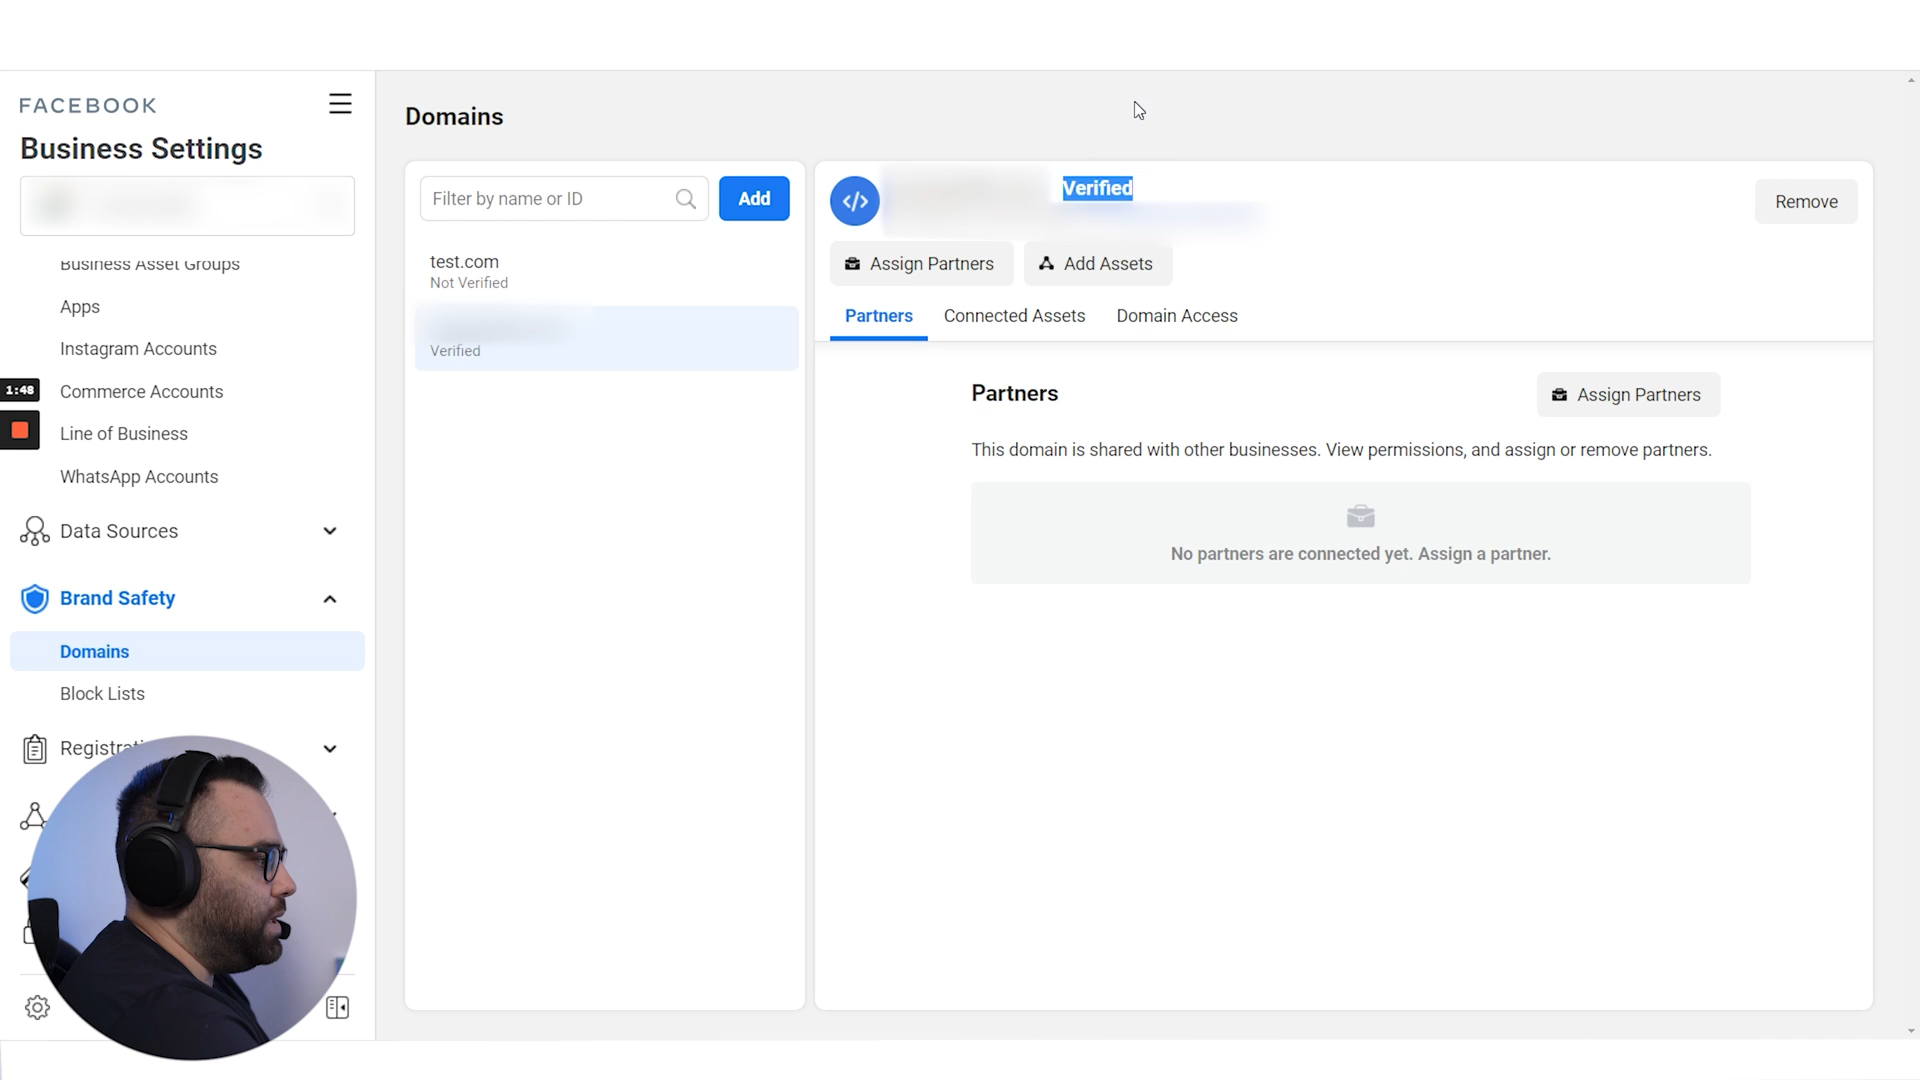 FACEBOOK
Business Settings
Business Asset Groups
Apps
Instagram Accounts
1:48
Commerce Accounts
Line of Business
WhatsApp Accounts
Data Sources
Brand Safety
Domains
Block Lists
Domains
Filter by name or ID
Add
test.com
Not Verified
Verified
Verified
Remove
Assign Partners
Add Assets
Partners
Connected Assets
Domain Access
Partners
Assign Partners
This domain is shared with other businesses. View permissions, and assign or remove partners.
No partners are connected yet. Assign a partner.